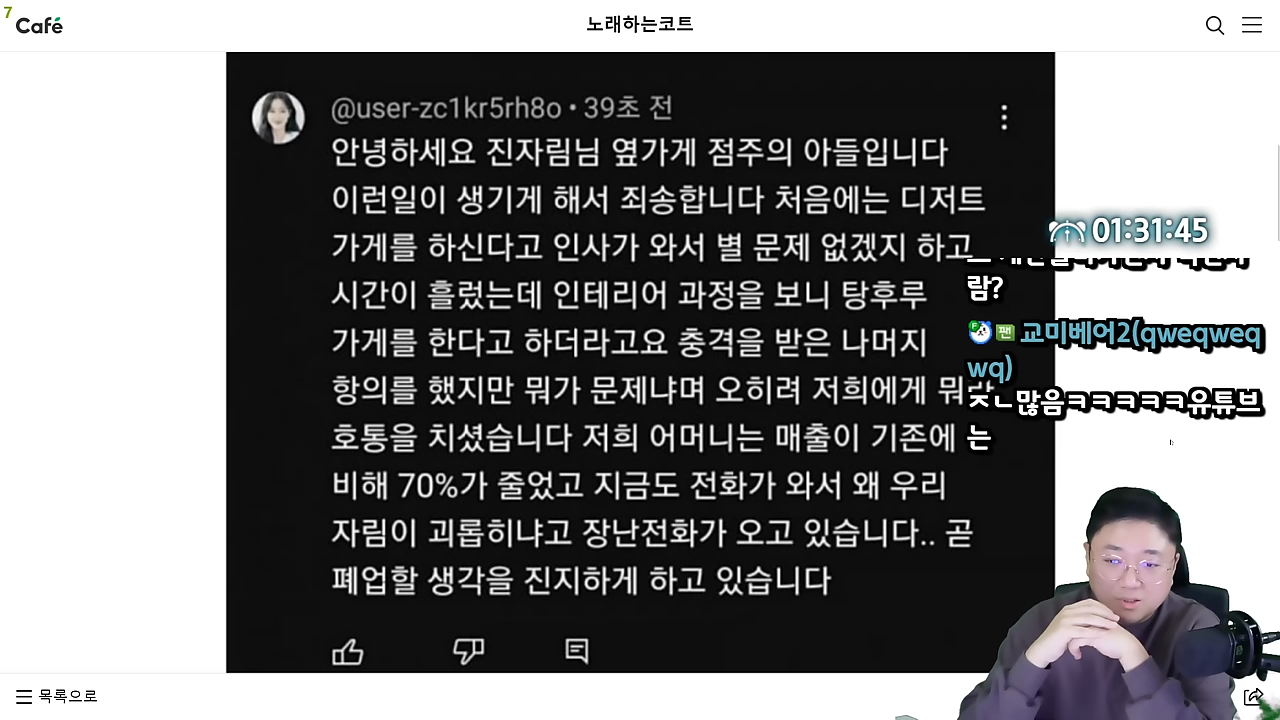 7
Café
노래하는코트
@user-zc1kr5rh8o • 39초 전
안녕하세요 진자림님 옆가게 점주의 아들입니다
이런일이 생기게 해서 죄송합니다 처음에는 디저트
가게를 하신다고 인사가 와서 별 문제 없겠지 하고
시간이 흘렀는데 인테리어 과정을 보니 탕후루
가게를 한다고 하더라고요 충격을 받은 나머지
항의를 했지만 뭐가 문제냐며 오히려 저희에게 뭐라
호통을 치셨습니다 저희 어머니는 매출이 기존에
비해 70%가 줄었고 지금도 전화가 와서 왜 우리
자림이 괴롭히냐고 장난전화가 오고 있습니다.. 곧
폐업할 생각을 진지하게 하고 있습니다
01:31:45
람?
팬 교미베어2(qweqweq
wq)
ㅈㄴ많음ㅋㅋㅋㅋㅋ유튜브
는
목록으로